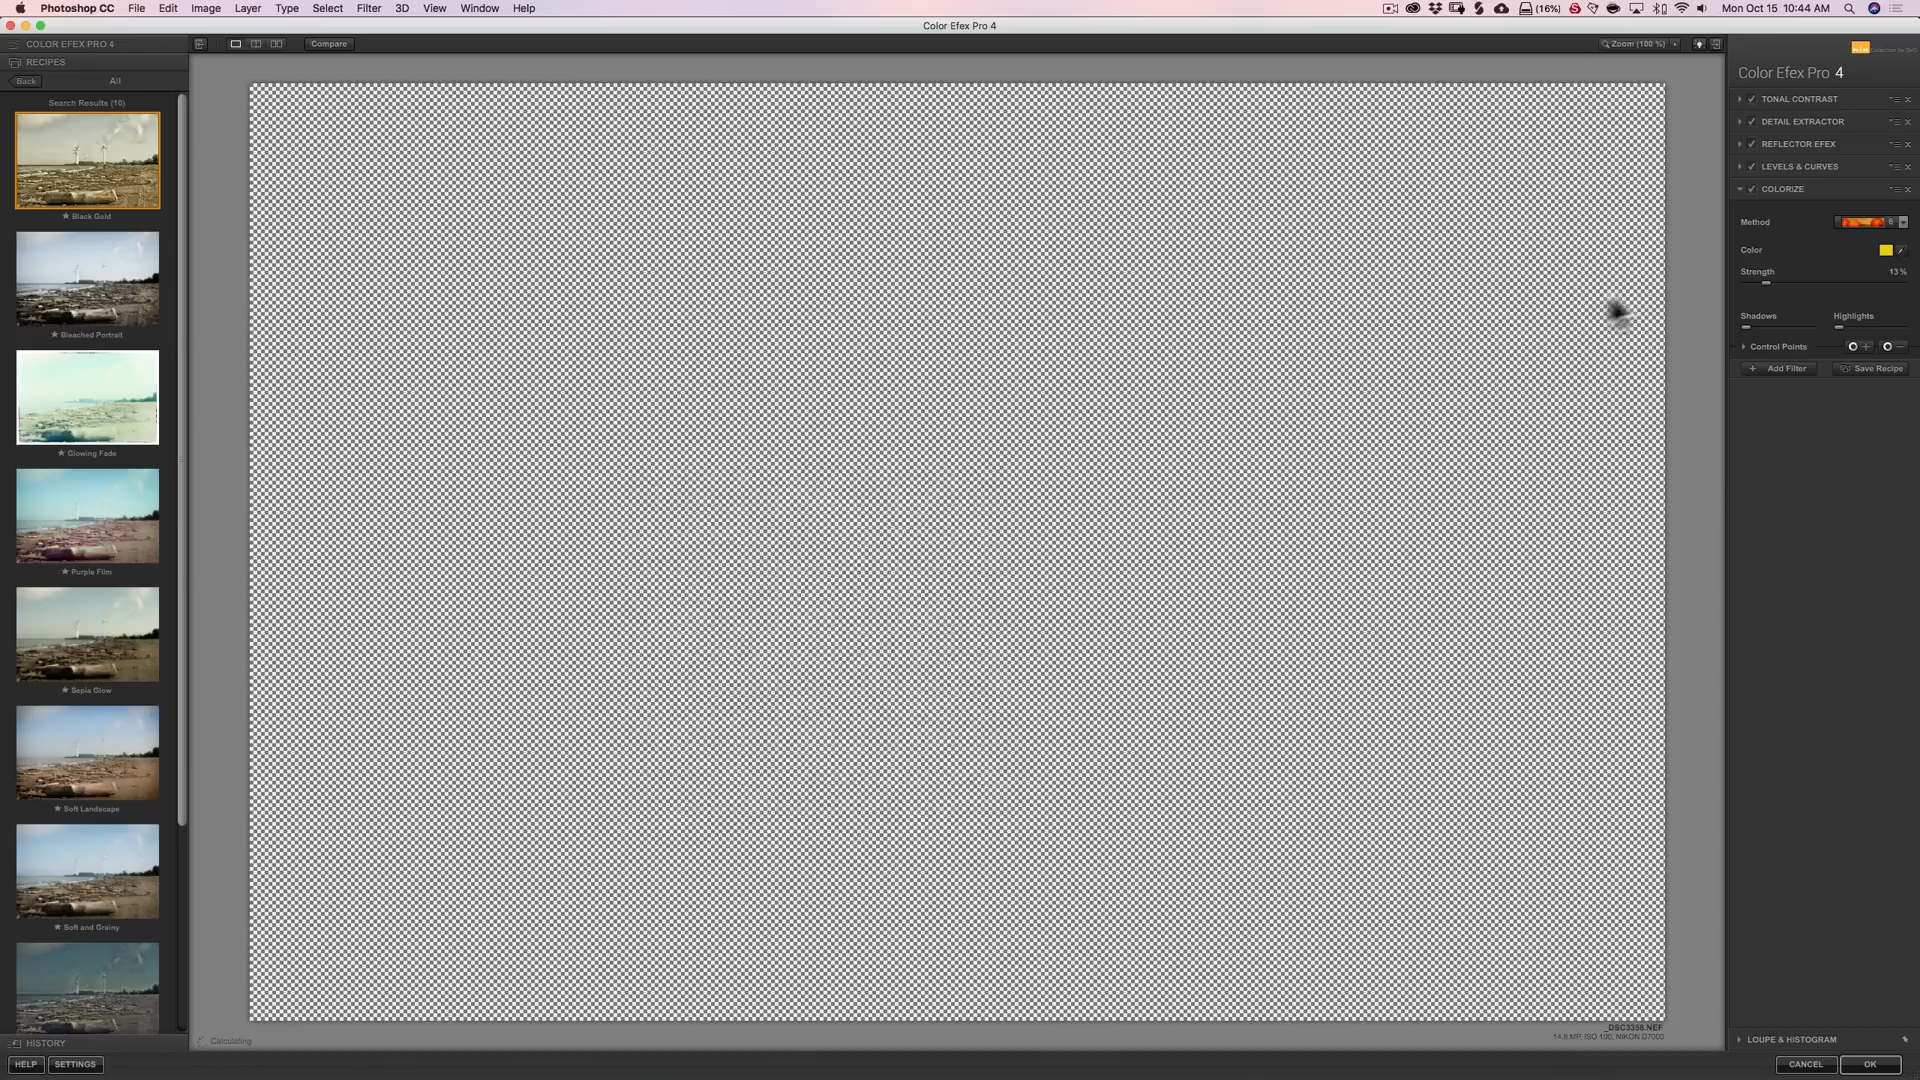 Photoshop CC File Edit Image Layer Type Select Filter 3D View Window Help
(16%) Mon Oct 15 10:44 AM
Color Efex Pro 4
COLOR EFEX PRO 4
Compare
Zoom (100 %)
RECIPES
Back All
Search Results (10)
Black Gold
Bleached Portrait
Glowing Fade
Purple Film
Sepia Glow
Soft Landscape
Soft and Grainy
HISTORY
HELP SETTINGS
Calculating
_DSC3358.NEF
14.8 MP, ISO 100, NIKON D7000
Color Efex Pro 4
TONAL CONTRAST
DETAIL EXTRACTOR
REFLECTOR EFEX
LEVELS & CURVES
COLORIZE
Method 6
Color
Strength 13%
Shadows Highlights
Control Points
Add Filter Save Recipe
LOUPE & HISTOGRAM
CANCEL OK